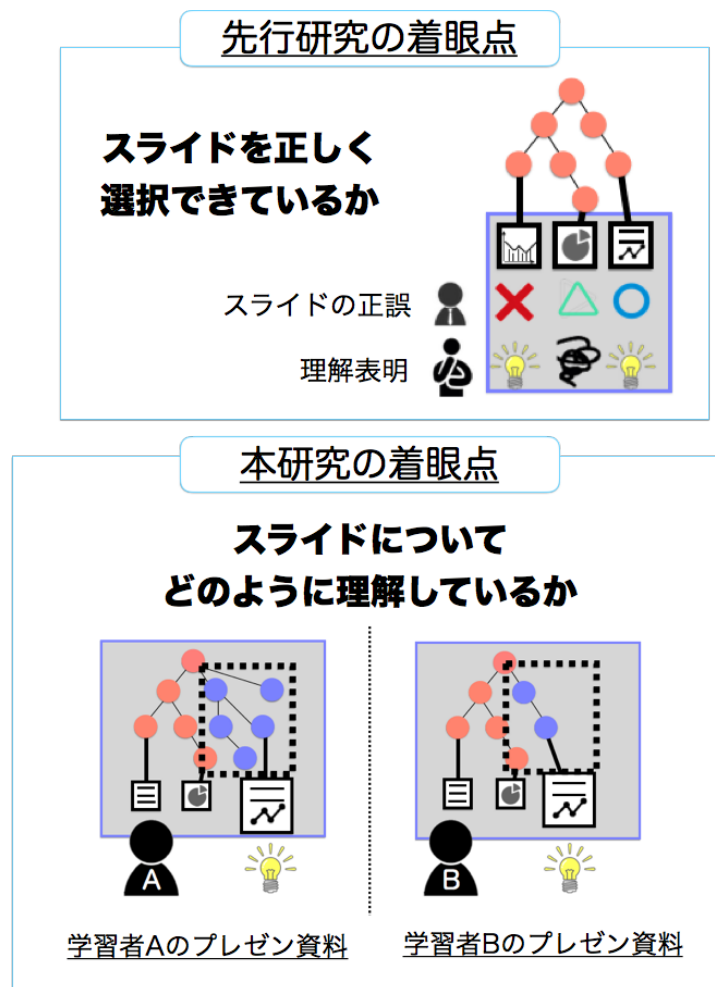 先行研究の着眼点
スライドを正しく
選択できているか
スライドの正誤
理解表明
本研究の着眼点
スライドについて
どのように理解しているか
A
B
学習者Aのプレゼン資料
学習者Bのプレゼン資料